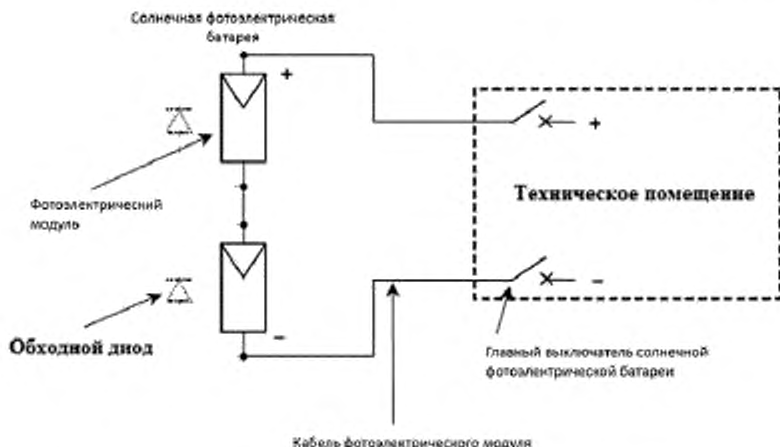 Солнечная фотоэлектрическая
батарея
+
+
Техническое помещение
Фотоэлектрический
модуль
–
–
Обходной диод
Главный выключатель солнечной
фотоэлектрической батареи
Кабель фотоэлектрического модуля